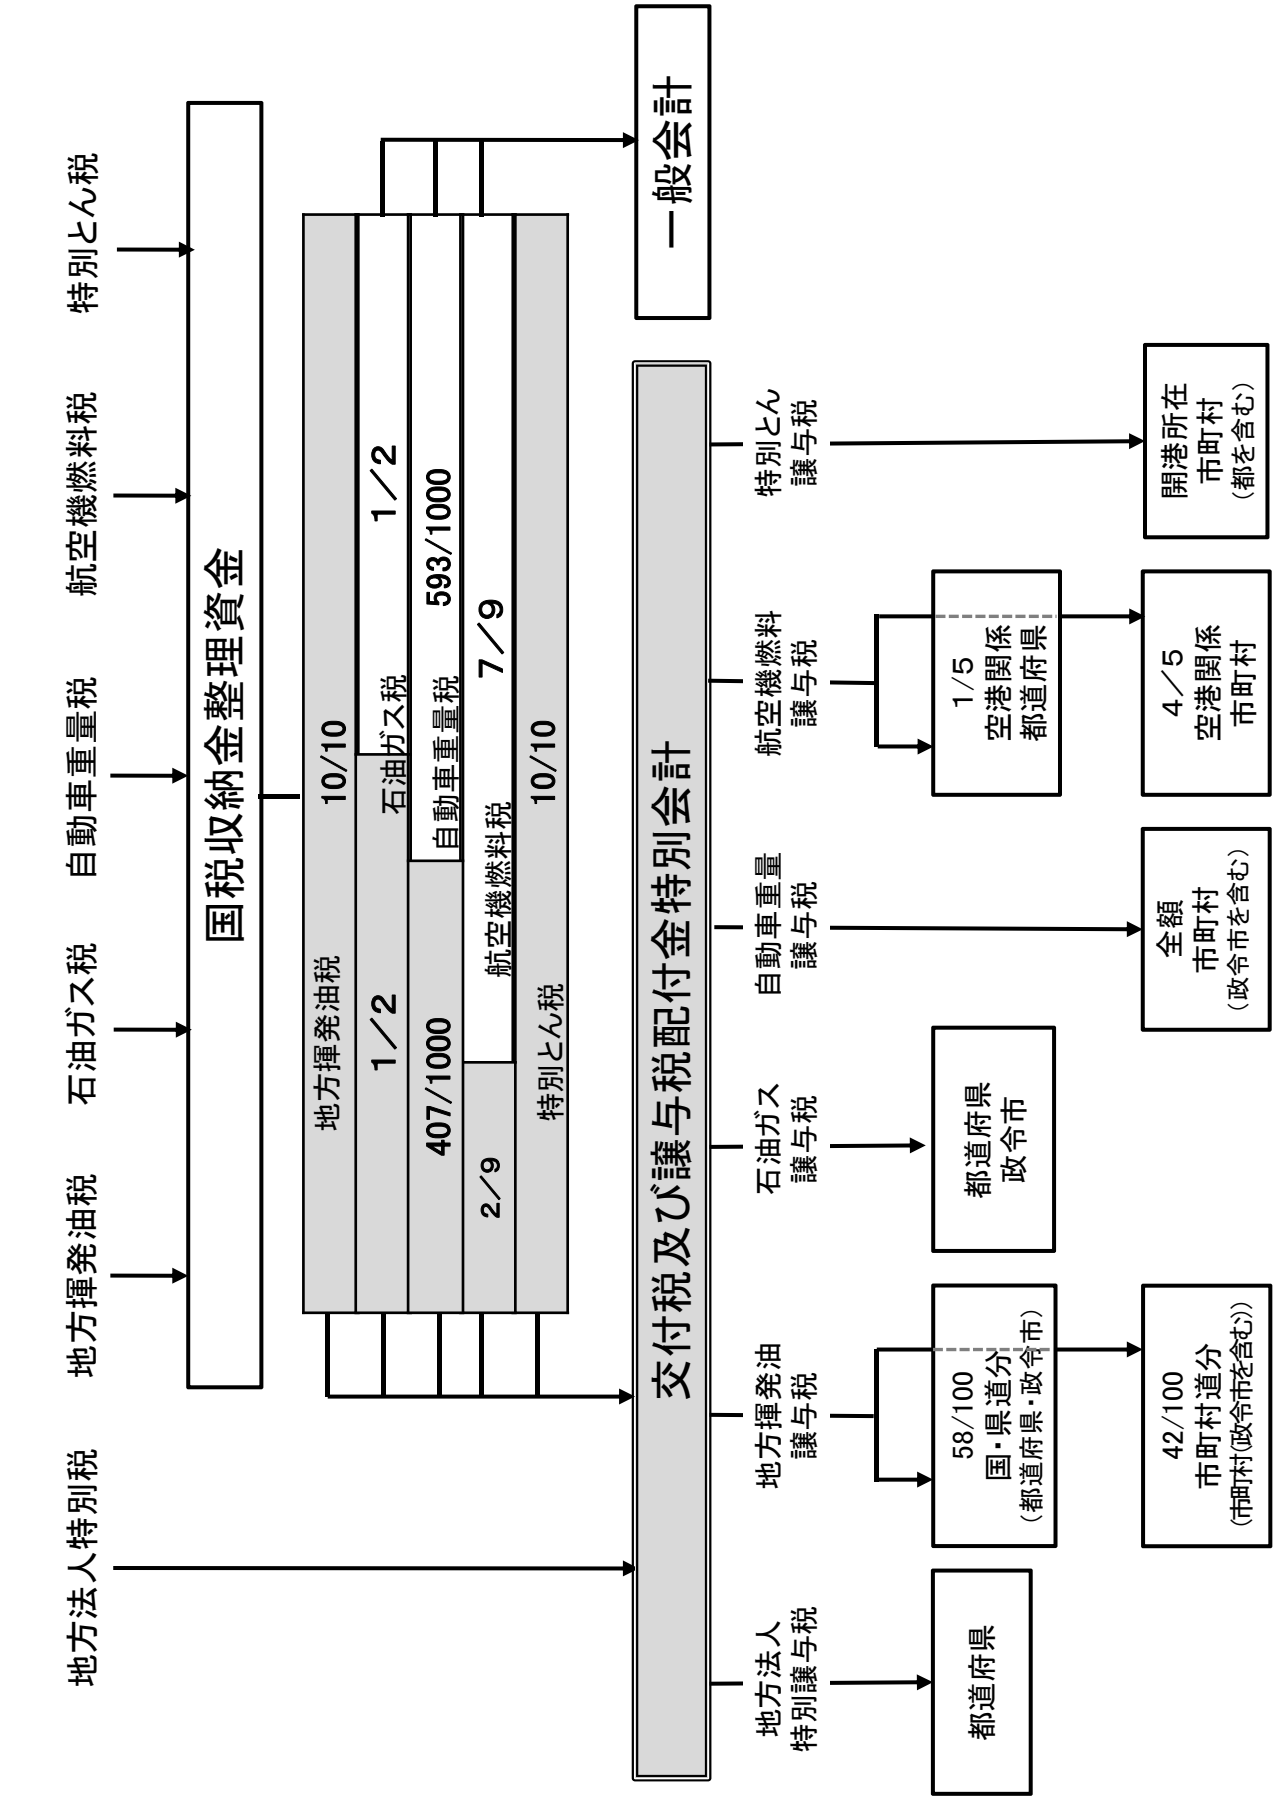 地方法人特別税
地方揮発油税
石油ガス税
自動車重量税
航空機燃料税
特別とん税
国税収納金整理資金
地方揮発油税
10/10
1/2
石油ガス税
1/2
407/1000
自動車重量税
593/1000
2/9
航空機燃料税
7/9
特別とん税
10/10
交付税及び譲与税配付金特別会計
一般会計
地方法人
特別譲与税
地方揮発油
譲与税
石油ガス
譲与税
自動車重量
譲与税
航空機燃料
譲与税
特別とん
譲与税
都道府県
58/100
国・県道分
(都道府県・政令市)
都道府県
政令市
1/5
空港関係
都道府県
42/100
市町村道分
(市町村(政令市を含む))
全額
市町村
(政令市を含む)
4/5
空港関係
市町村
開港所在
市町村
(都を含む)